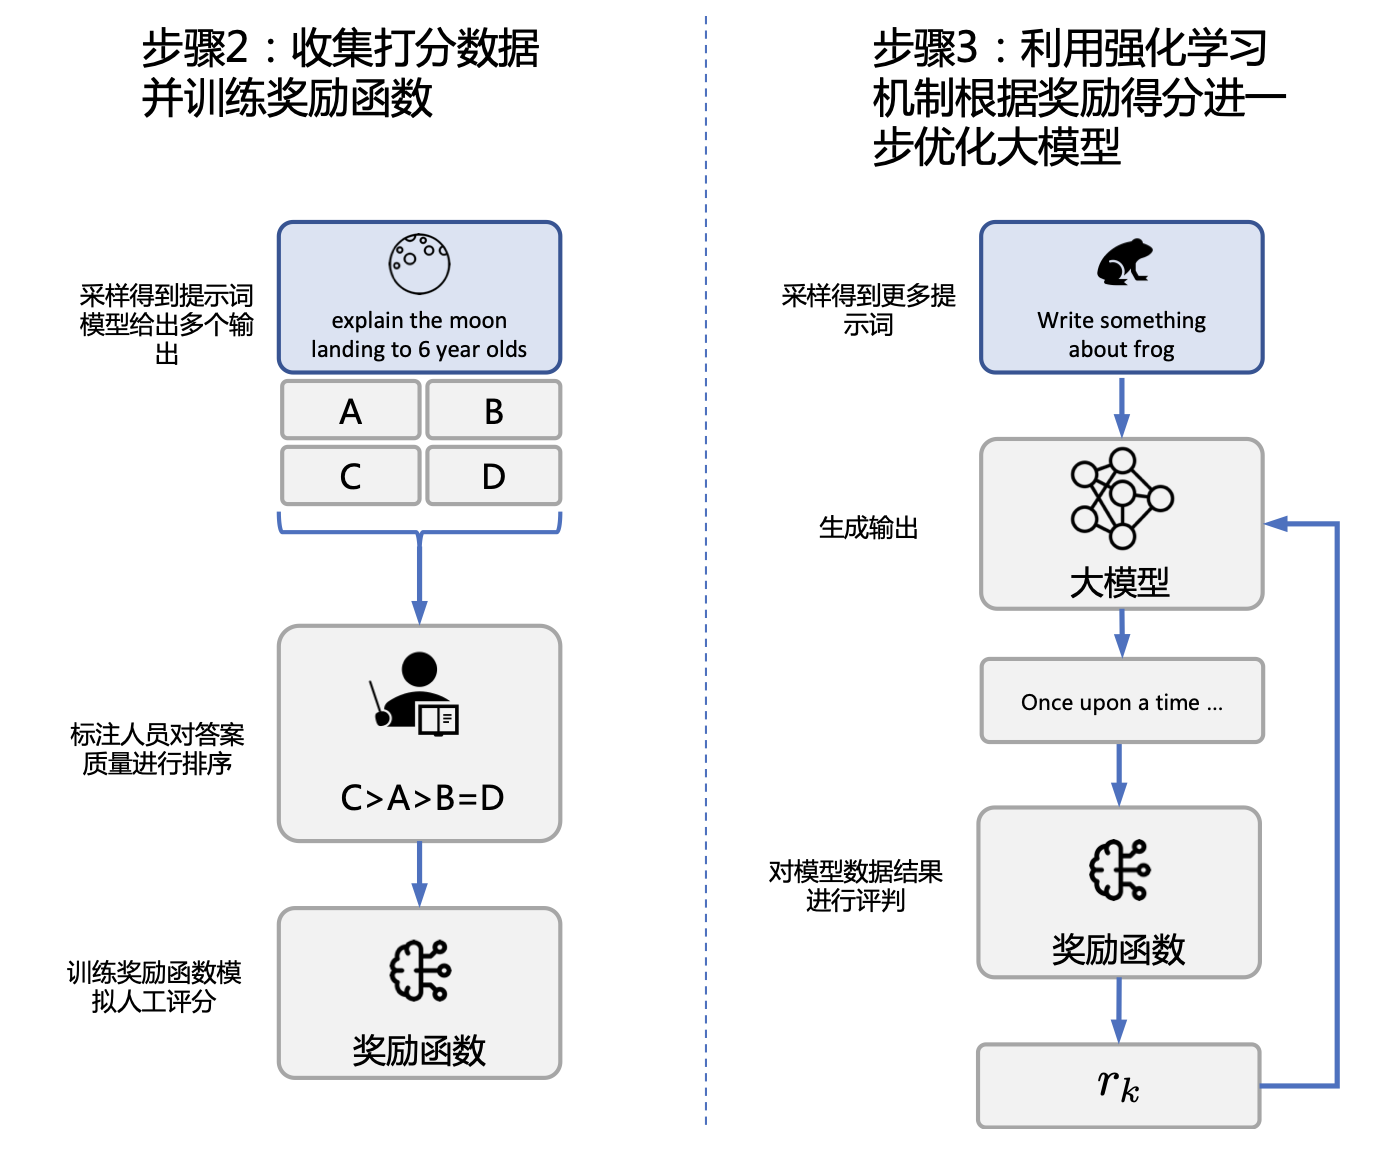 步骤2：收集打分数据
并训练奖励函数
采样得到提示词
模型给出多个输
出
explain the moon
landing to 6 year olds
A
B
C
D
标注人员对答案
质量进行排序
C>A>B=D
训练奖励函数模
拟人工评分
奖励函数
步骤3：利用强化学习
机制根据奖励得分进一
步优化大模型
采样得到更多提
示词
Write something
about frog
生成输出
大模型
Once upon a time ...
对模型数据结果
进行评判
奖励函数
r_k